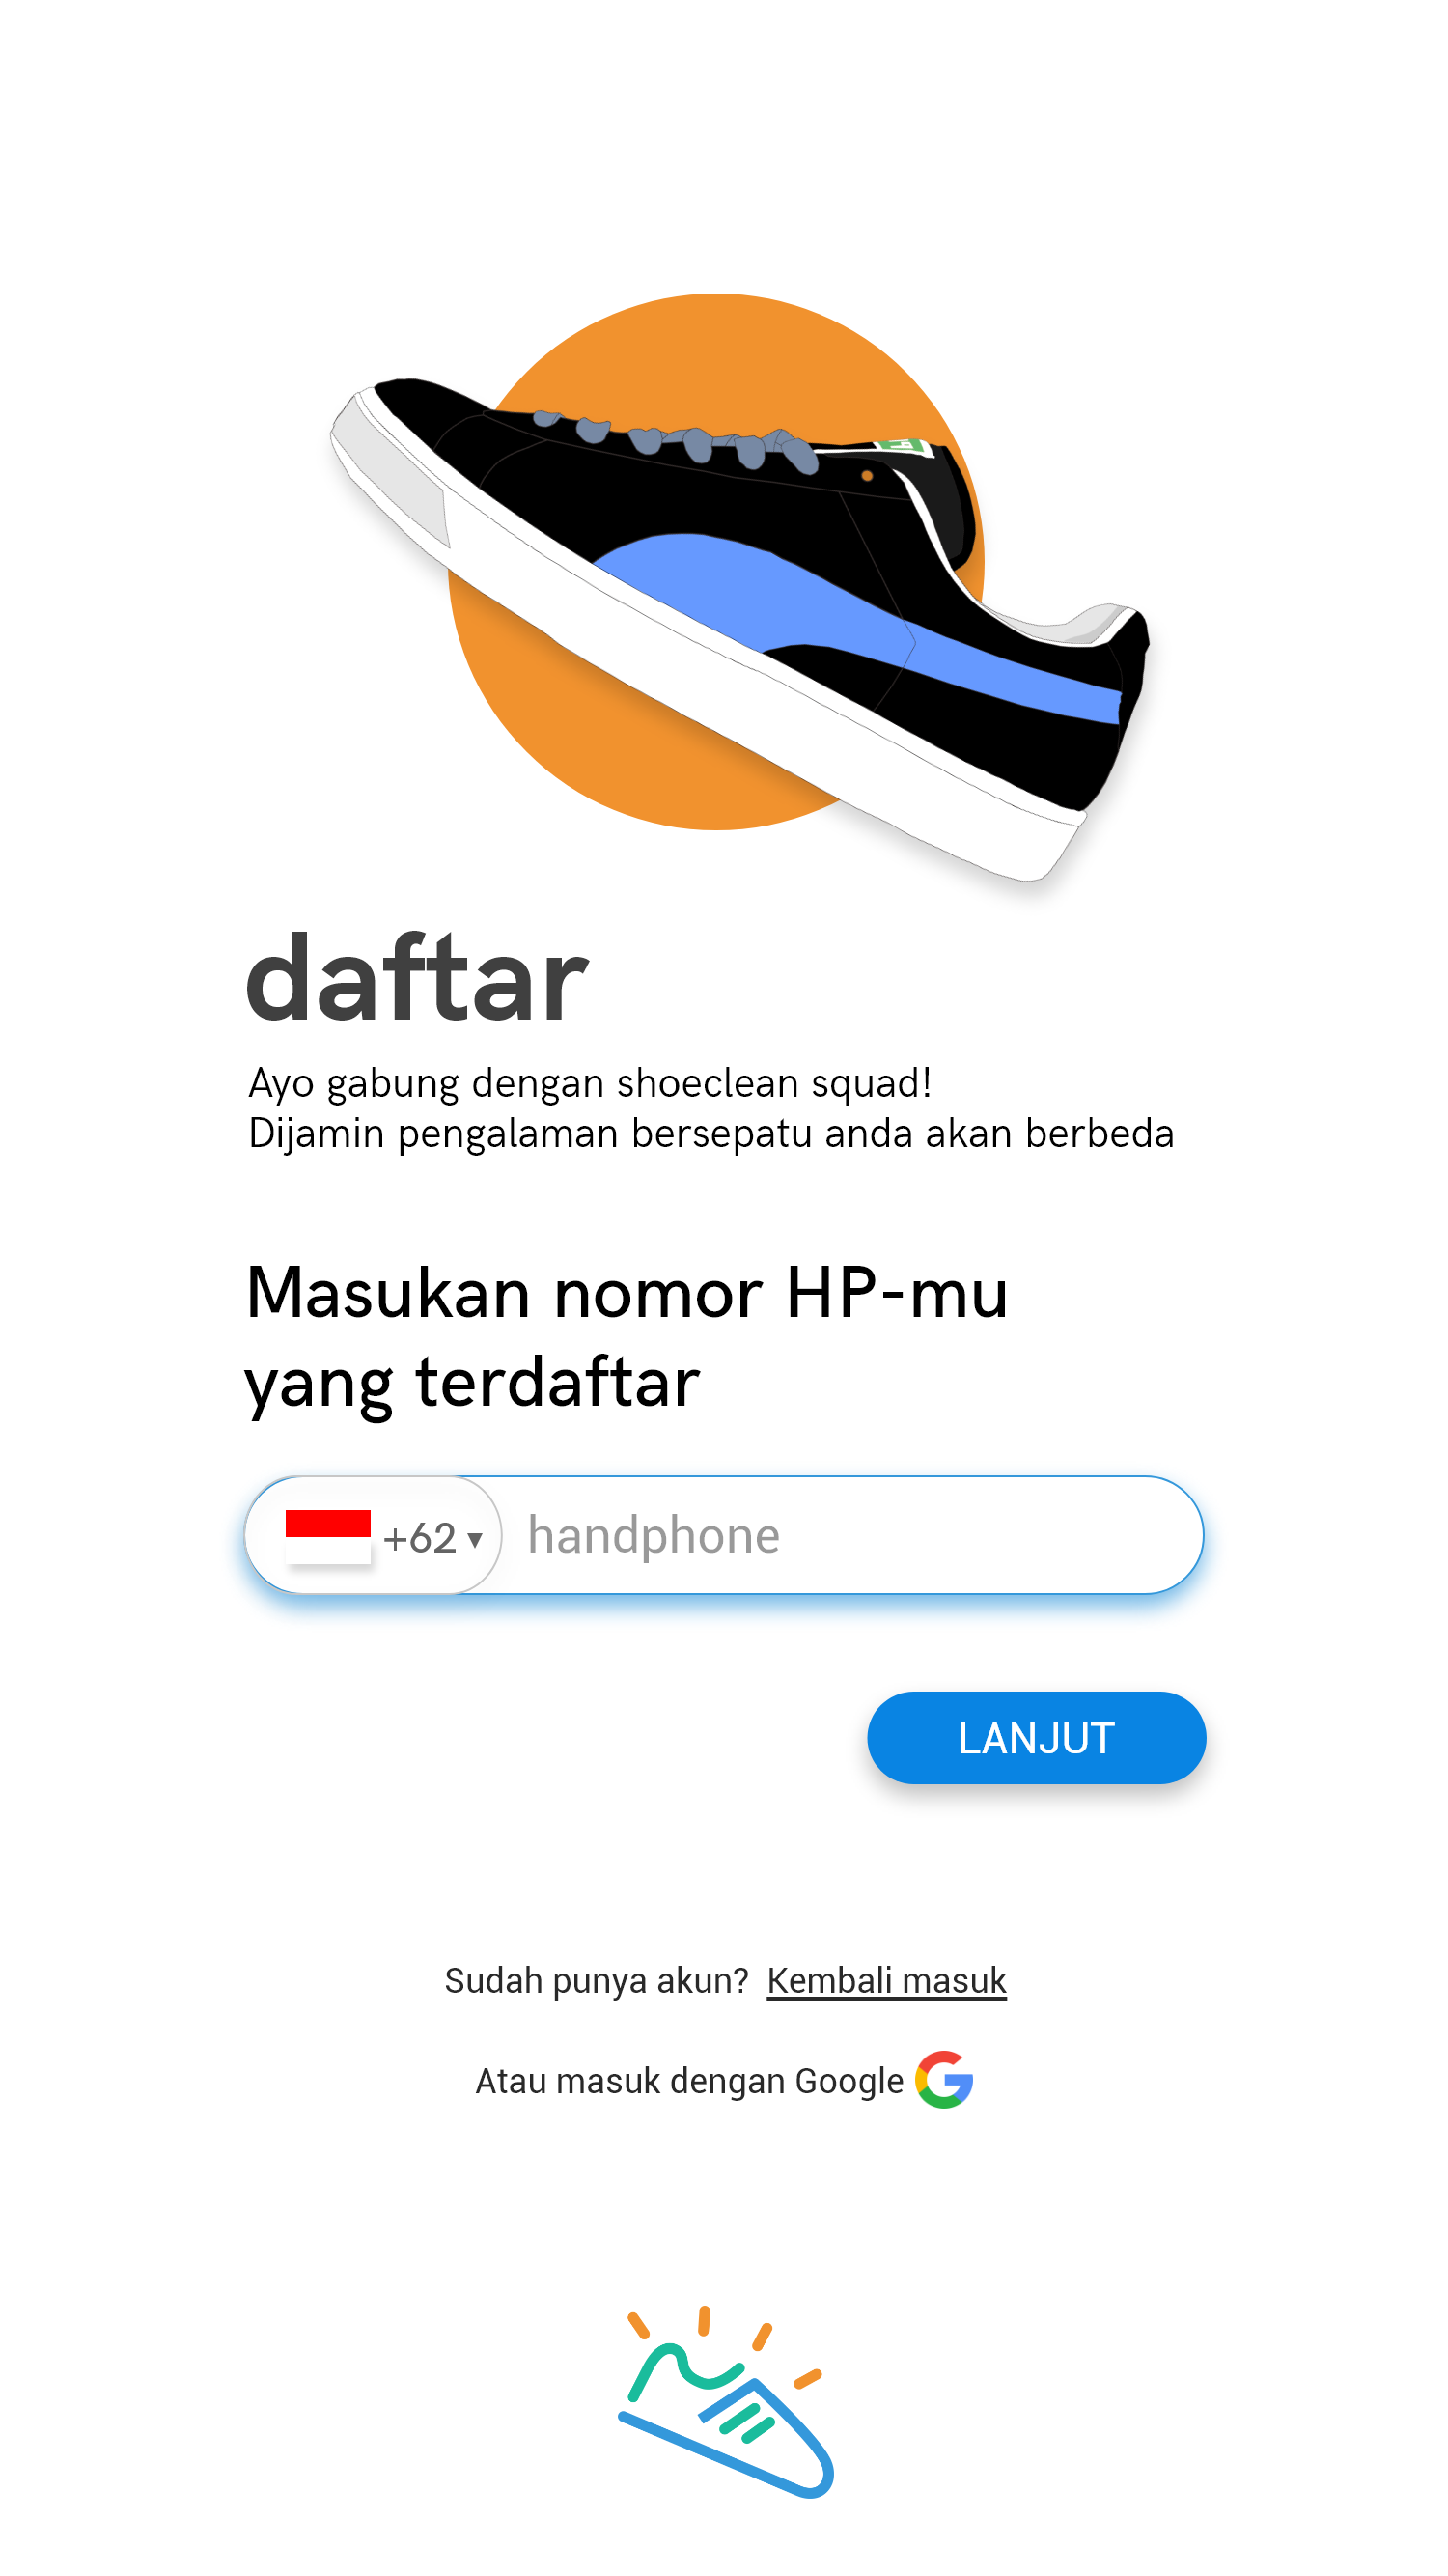 daftar
Ayo gabung dengan shoeclean squad!
Dijamin pengalaman bersepatu anda akan berbeda
Masukan nomor HP-mu
yang terdaftar
+62 ▾ handphone
LANJUT
Sudah punya akun? Kembali masuk
Atau masuk dengan Google